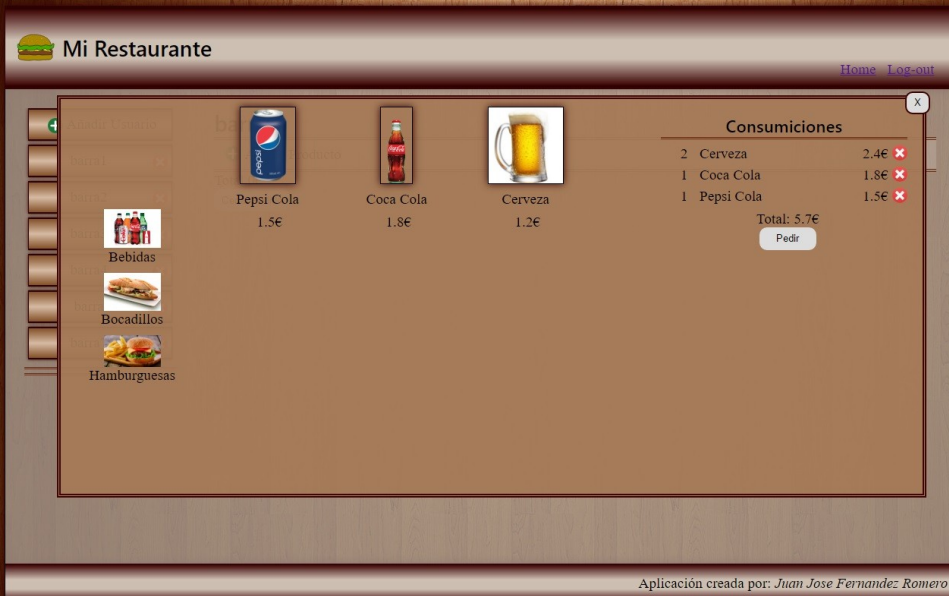 Mi Restaurante
Home Log-out
X
Añadir Usuario
Pepsi Cola
1.5€
Coca Cola
1.8€
Cerveza
1.2€
Bebidas
Bocadillos
Hamburguesas
Consumiciones
2 Cerveza 2.4€
1 Coca Cola 1.8€
1 Pepsi Cola 1.5€
Total: 5.7€
Pedir
Aplicación creada por: Juan Jose Fernandez Romero